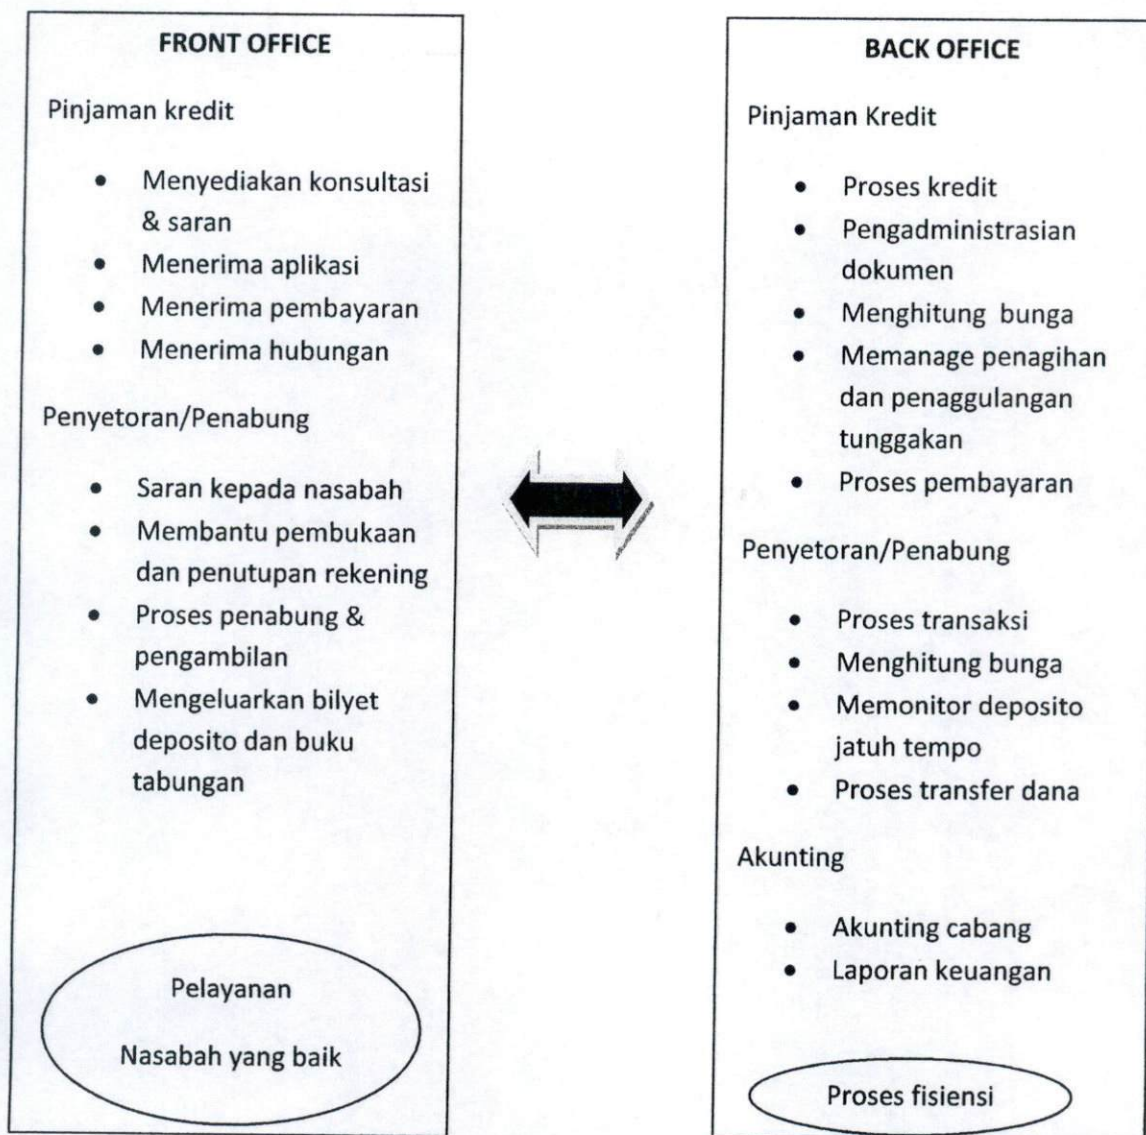 FRONT OFFICE
Pinjaman kredit
• Menyediakan konsultasi
& saran
• Menerima aplikasi
• Menerima pembayaran
• Menerima hubungan
Penyetoran/Penabung
• Saran kepada nasabah
• Membantu pembukaan
dan penutupan rekening
• Proses penabung &
pengambilan
• Mengeluarkan bilyet
deposito dan buku
tabungan
Pelayanan
Nasabah yang baik
BACK OFFICE
Pinjaman Kredit
• Proses kredit
• Pengadministrasian
dokumen
• Menghitung bunga
• Memanage penagihan
dan penaggulangan
tunggakan
• Proses pembayaran
Penyetoran/Penabung
• Proses transaksi
• Menghitung bunga
• Memonitor deposito
jatuh tempo
• Proses transfer dana
Akunting
• Akunting cabang
• Laporan keuangan
Proses fisiensi